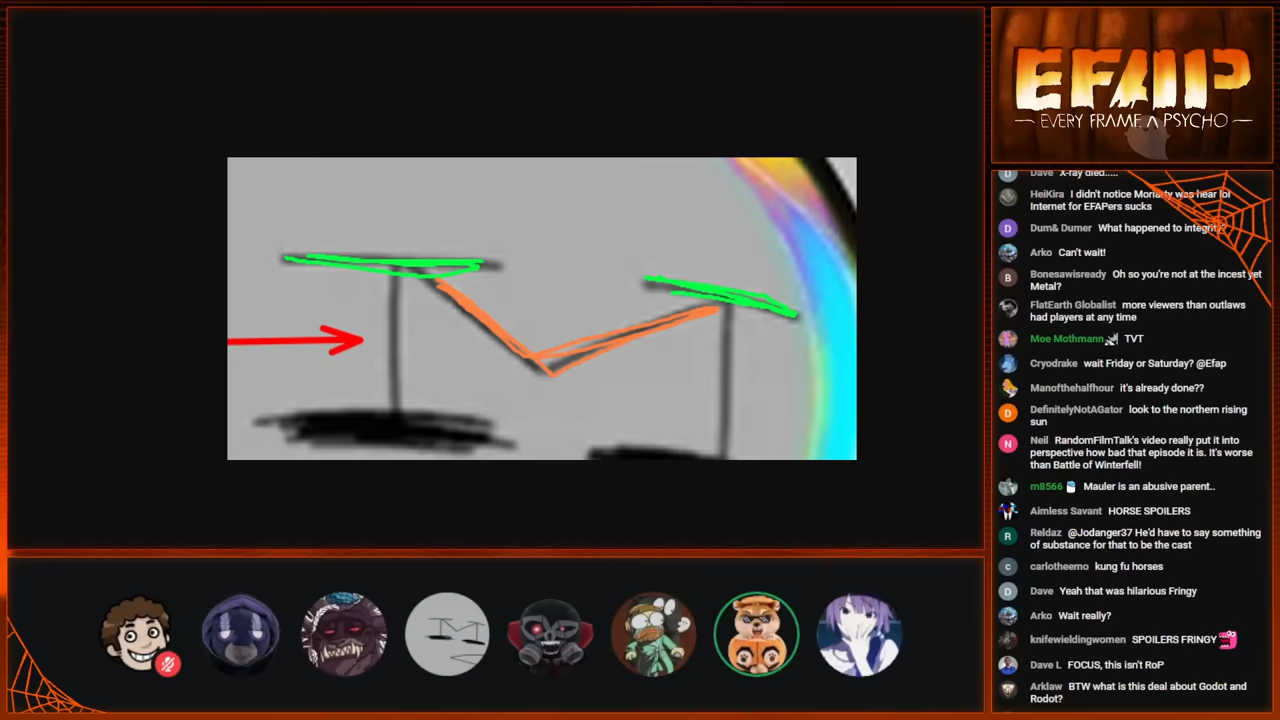 EFAP
— EVERY FRAME A PSYCHO —
Dave X-ray died.....
HeiKira I didn't notice Moriarty was hear lol
Internet for EFAPers sucks
Dum& Dumer What happened to integrity?
Arko Can't wait!
Bonesawisready Oh so you're not at the incest yet
Metal?
FlatEarth Globalist more viewers than outlaws
had players at any time
Moe Mothmann TVT
Cryodrake wait Friday or Saturday? @Efap
Manofthehalfhour it's already done??
DefinitelyNotAGator look to the northern rising
sun
Neil RandomFilmTalk's video really put it into
perspective how bad that episode it is. It's worse
than Battle of Winterfell!
m8566 Mauler is an abusive parent..
Aimless Savant HORSE SPOILERS
Reldaz @Jodanger37 He'd have to say something
of substance for that to be the cast
carlotheemo kung fu horses
Dave Yeah that was hilarious Fringy
Arko Wait really?
knifewieldingwomen SPOILERS FRINGY
Dave L FOCUS, this isn't RoP
Arklaw BTW what is this deal about Godot and
Rodot?